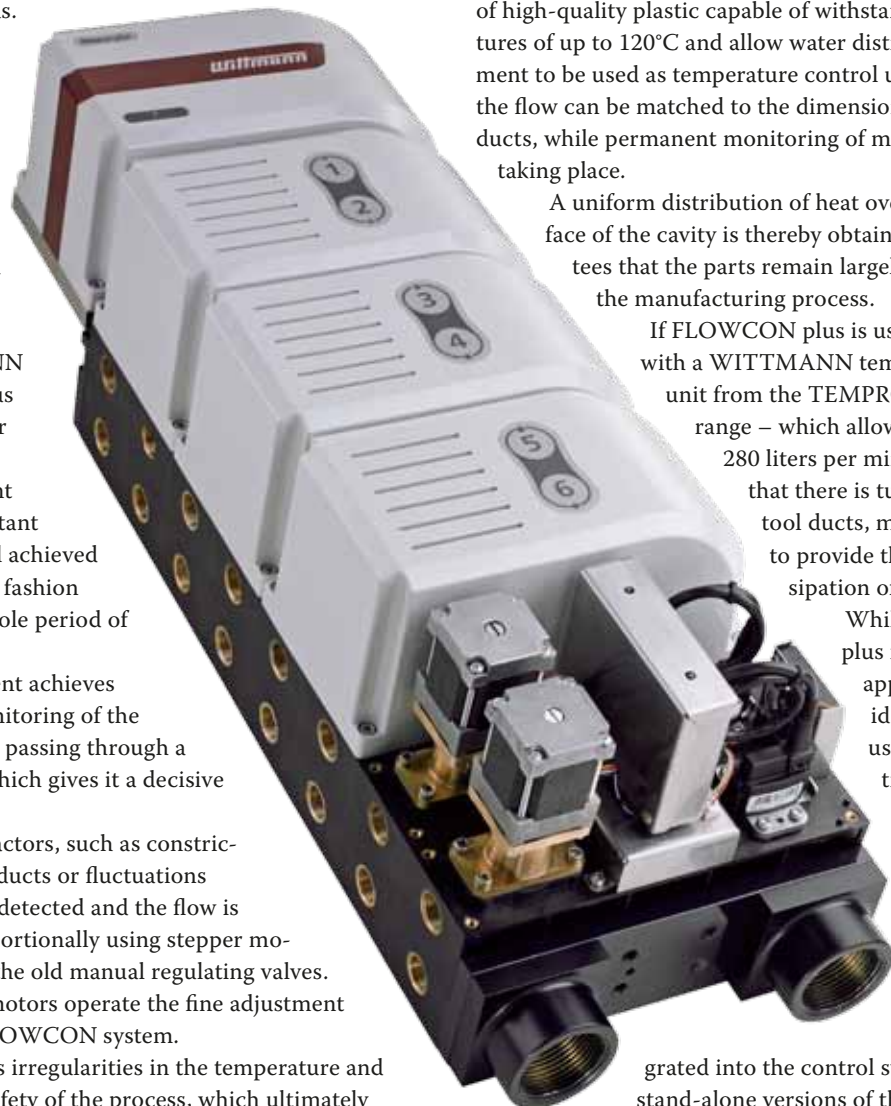 s.
NN
us
r
nt
tant
l achieved
fashion
ole period of
ent achieves
nitoring of the
passing through a
hich gives it a decisive
actors, such as constric-
ducts or fluctuations
detected and the flow is
portionally using stepper mo-
he old manual regulating valves.
motors operate the fine adjustment
LOWCON system.
s irregularities in the temperature and
fety of the process, which ultimately
wittmann
1
2
3
4
5
6
of high-quality plastic capable of withsta
tures of up to 120°C and allow water dist
ment to be used as temperature control u
the flow can be matched to the dimensio
ducts, while permanent monitoring of m
taking place.
A uniform distribution of heat ov
face of the cavity is thereby obtain
tees that the parts remain largel
the manufacturing process.
If FLOWCON plus is us
with a WITTMANN tem
unit from the TEMPR
range – which allow
280 liters per mi
that there is tu
tool ducts, m
to provide th
sipation o
Whi
plus
app
id
us
t
grated into the control s
stand-alone versions of th